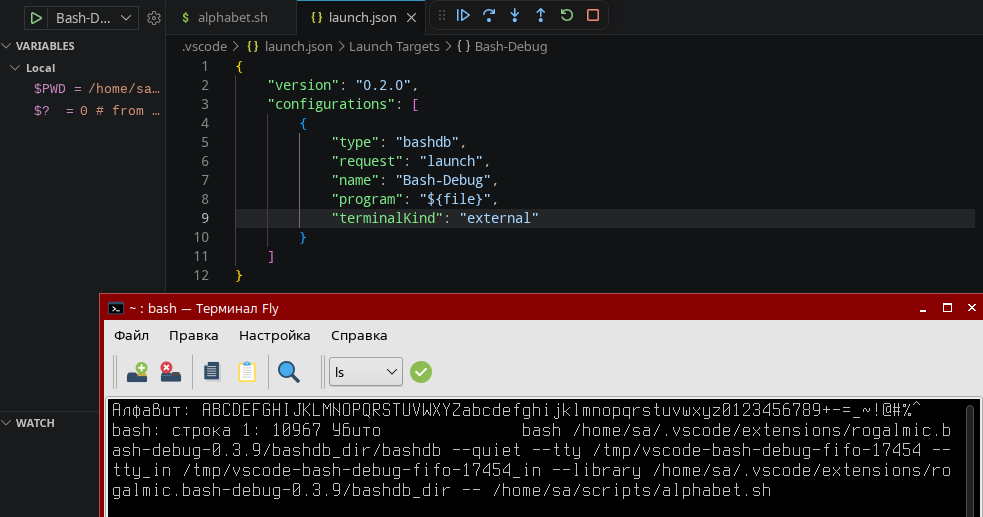 Bash-D...
$ alphabet.sh
{} launch.json
VARIABLES
Local
$PWD = /home/sa…
$? = 0 # from …
WATCH
.vscode > {} launch.json > Launch Targets > {} Bash-Debug
1 {
2 "version": "0.2.0",
3 "configurations": [
4 {
5 "type": "bashdb",
6 "request": "launch",
7 "name": "Bash-Debug",
8 "program": "${file}",
9 "terminalKind": "external"
10 }
11 ]
12 }
~ : bash — Терминал Fly
Файл Правка Настройка Справка
ls
Алфавит: ABCDEFGHIJKLMNOPQRSTUVWXYZabcdefghijklmnopqrstuvwxyz0123456789+-=_~!@#%^
bash: строка 1: 10967 Убито bash /home/sa/.vscode/extensions/rogalmic.b
ash-debug-0.3.9/bashdb_dir/bashdb --quiet --tty /tmp/vscode-bash-debug-fifo-17454 --
tty_in /tmp/vscode-bash-debug-fifo-17454_in --library /home/sa/.vscode/extensions/ro
galmic.bash-debug-0.3.9/bashdb_dir -- /home/sa/scripts/alphabet.sh